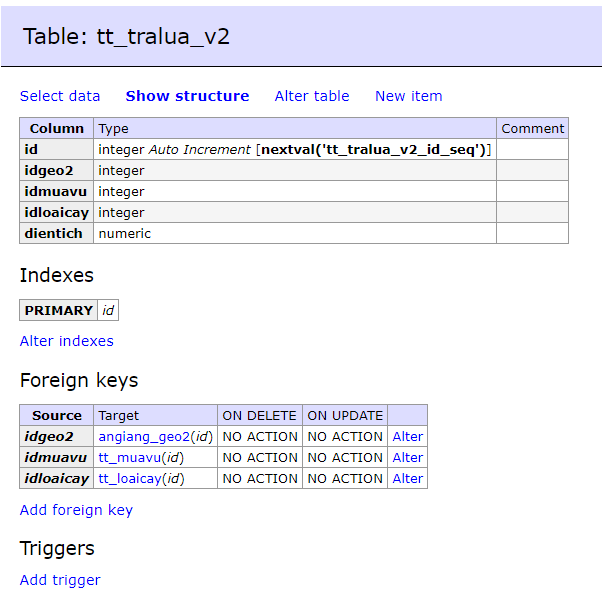 Table: tt_tralua_v2
Select data Show structure Alter table New item
Column Type Comment
id integer Auto Increment [nextval('tt_tralua_v2_id_seq')]
idgeo2 integer
idmuavu integer
idloaicay integer
dientich numeric
Indexes
PRIMARY id
Alter indexes
Foreign keys
Source Target ON DELETE ON UPDATE
idgeo2 angiang_geo2(id) NO ACTION NO ACTION Alter
idmuavu tt_muavu(id) NO ACTION NO ACTION Alter
idloaicay tt_loaicay(id) NO ACTION NO ACTION Alter
Add foreign key
Triggers
Add trigger